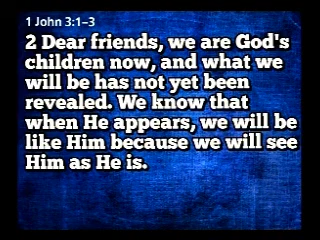 1 John 3:1–3
2 Dear friends, we are God's
children now, and what we
will be has not yet been
revealed. We know that
when He appears, we will be
like Him because we will see
Him as He is.